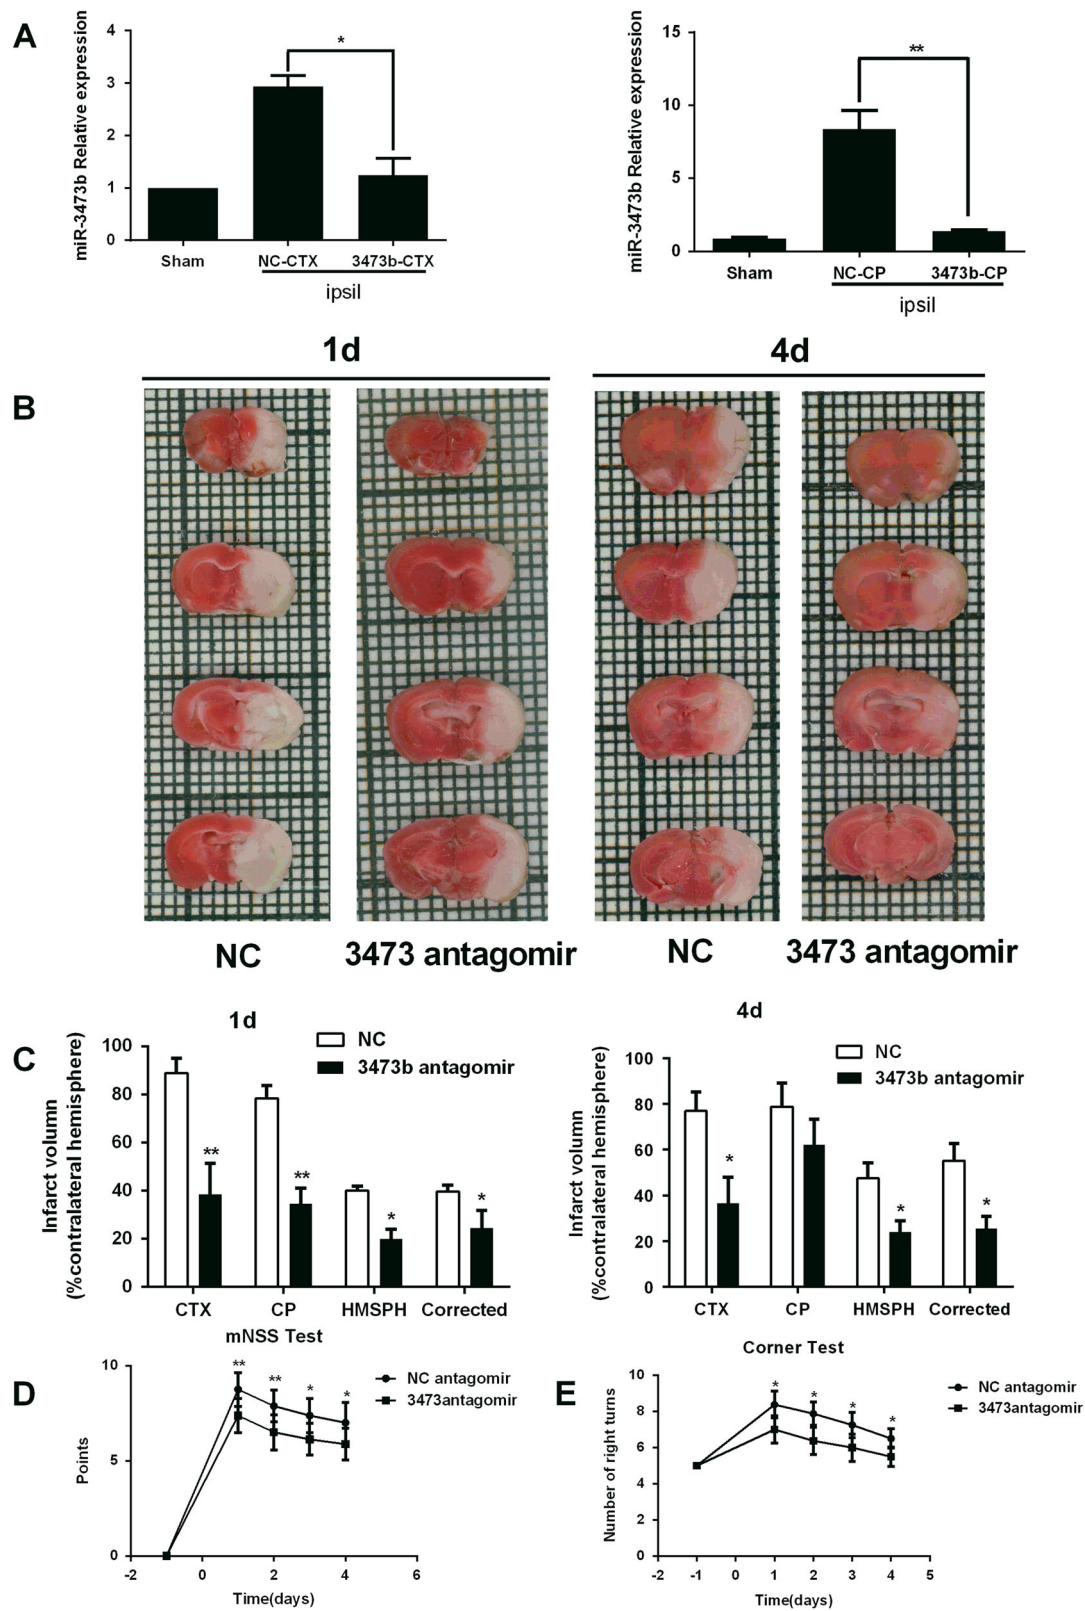 A
miR-3473b Relative expression
4
3
2
1
0
*
Sham
NC-CTX
3473b-CTX
ipsil
miR-3473b Relative expression
15
10
5
0
**
Sham
NC-CP
3473b-CP
ipsil
1d
4d
B
NC
3473 antagomir
NC
3473 antagomir
C
1d
NC
3473b antagomir
Infarct volumn
(%contralateral hemisphere)
100
80
60
40
20
0
**
**
*
*
CTX
CP
HMSPH
Corrected
4d
NC
3473b antagomir
Infarct volumn
(%contralateral hemisphere)
100
80
60
40
20
0
*
*
*
CTX
CP
HMSPH
Corrected
D
mNSS Test
NC antagomir
3473antagomir
Points
10
5
0
**
**
*
*
-2
0
2
4
6
Time(days)
E
Corner Test
NC antagomir
3473antagomir
Number of right turns
10
8
6
4
2
0
*
*
*
*
-2
-1
0
1
2
3
4
5
Time(days)